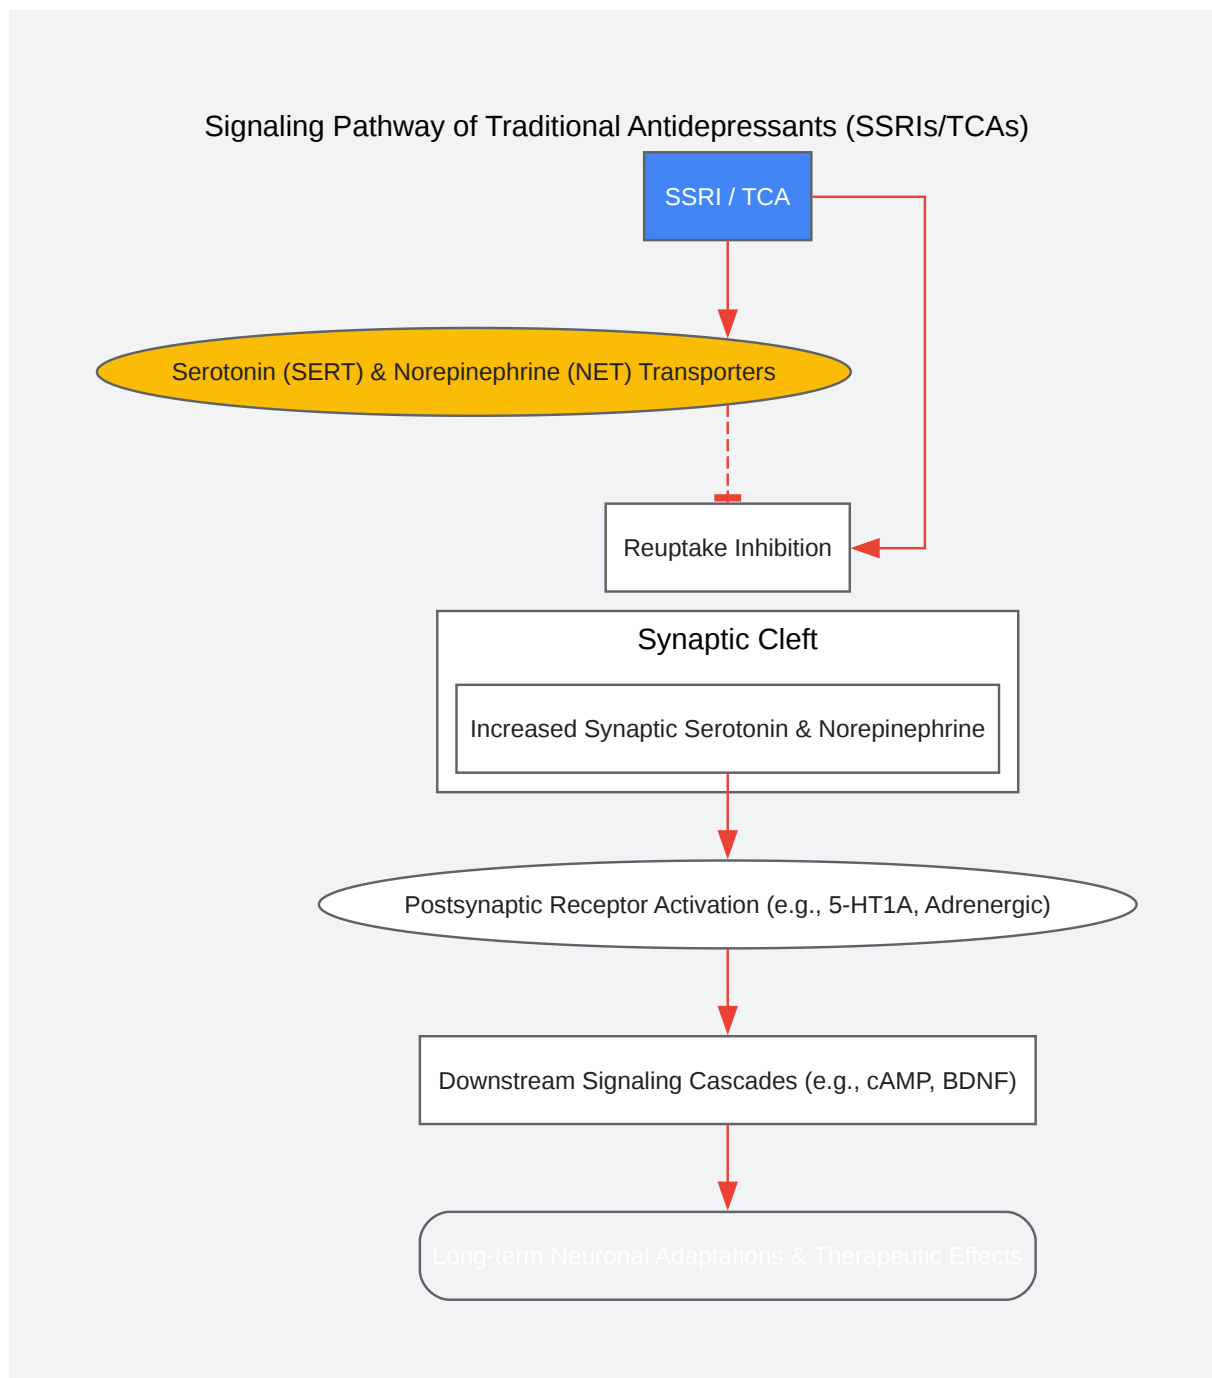 Signaling Pathway of Traditional Antidepressants (SSRIs/TCAs)
SSRI / TCA
Serotonin (SERT) & Norepinephrine (NET) Transporters
Reuptake Inhibition
Synaptic Cleft
Increased Synaptic Serotonin & Norepinephrine
Postsynaptic Receptor Activation (e.g., 5-HT1A, Adrenergic)
Downstream Signaling Cascades (e.g., cAMP, BDNF)
Long-term Neuronal Adaptations & Therapeutic Effects